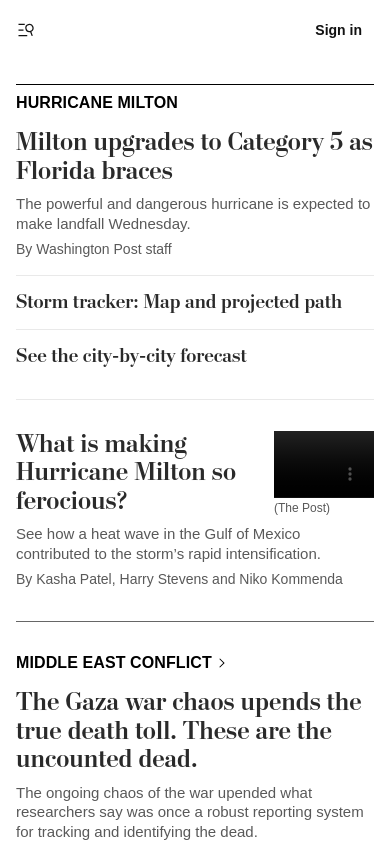 Sign in
HURRICANE MILTON
Milton upgrades to Category 5 as
Florida braces
The powerful and dangerous hurricane is expected to
make landfall Wednesday.
By Washington Post staff
Storm tracker: Map and projected path
See the city-by-city forecast
What is making
Hurricane Milton so
ferocious?
(The Post)
See how a heat wave in the Gulf of Mexico
contributed to the storm's rapid intensification.
By Kasha Patel, Harry Stevens and Niko Kommenda
MIDDLE EAST CONFLICT
The Gaza war chaos upends the
true death toll. These are the
uncounted dead.
The ongoing chaos of the war upended what
researchers say was once a robust reporting system
for tracking and identifying the dead.